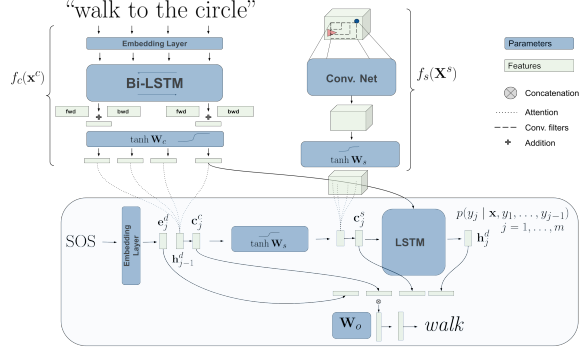 “walk to the circle”
Embedding Layer
f_c(x^c)
Bi-LSTM
fwd bwd fwd bwd
tanh W_c
Conv. Net
f_s(X^s)
tanh W_s
Parameters
Features
Concatenation
Attention
Conv. filters
Addition
SOS
Embedding Layer
e_j^d
h_{j-1}^d
c_j^c
tanh W_s
c_j^s
LSTM
p(y_j | x, y_1, . . . , y_{j-1})
j = 1, . . . , m
h_j^d
W_o
walk